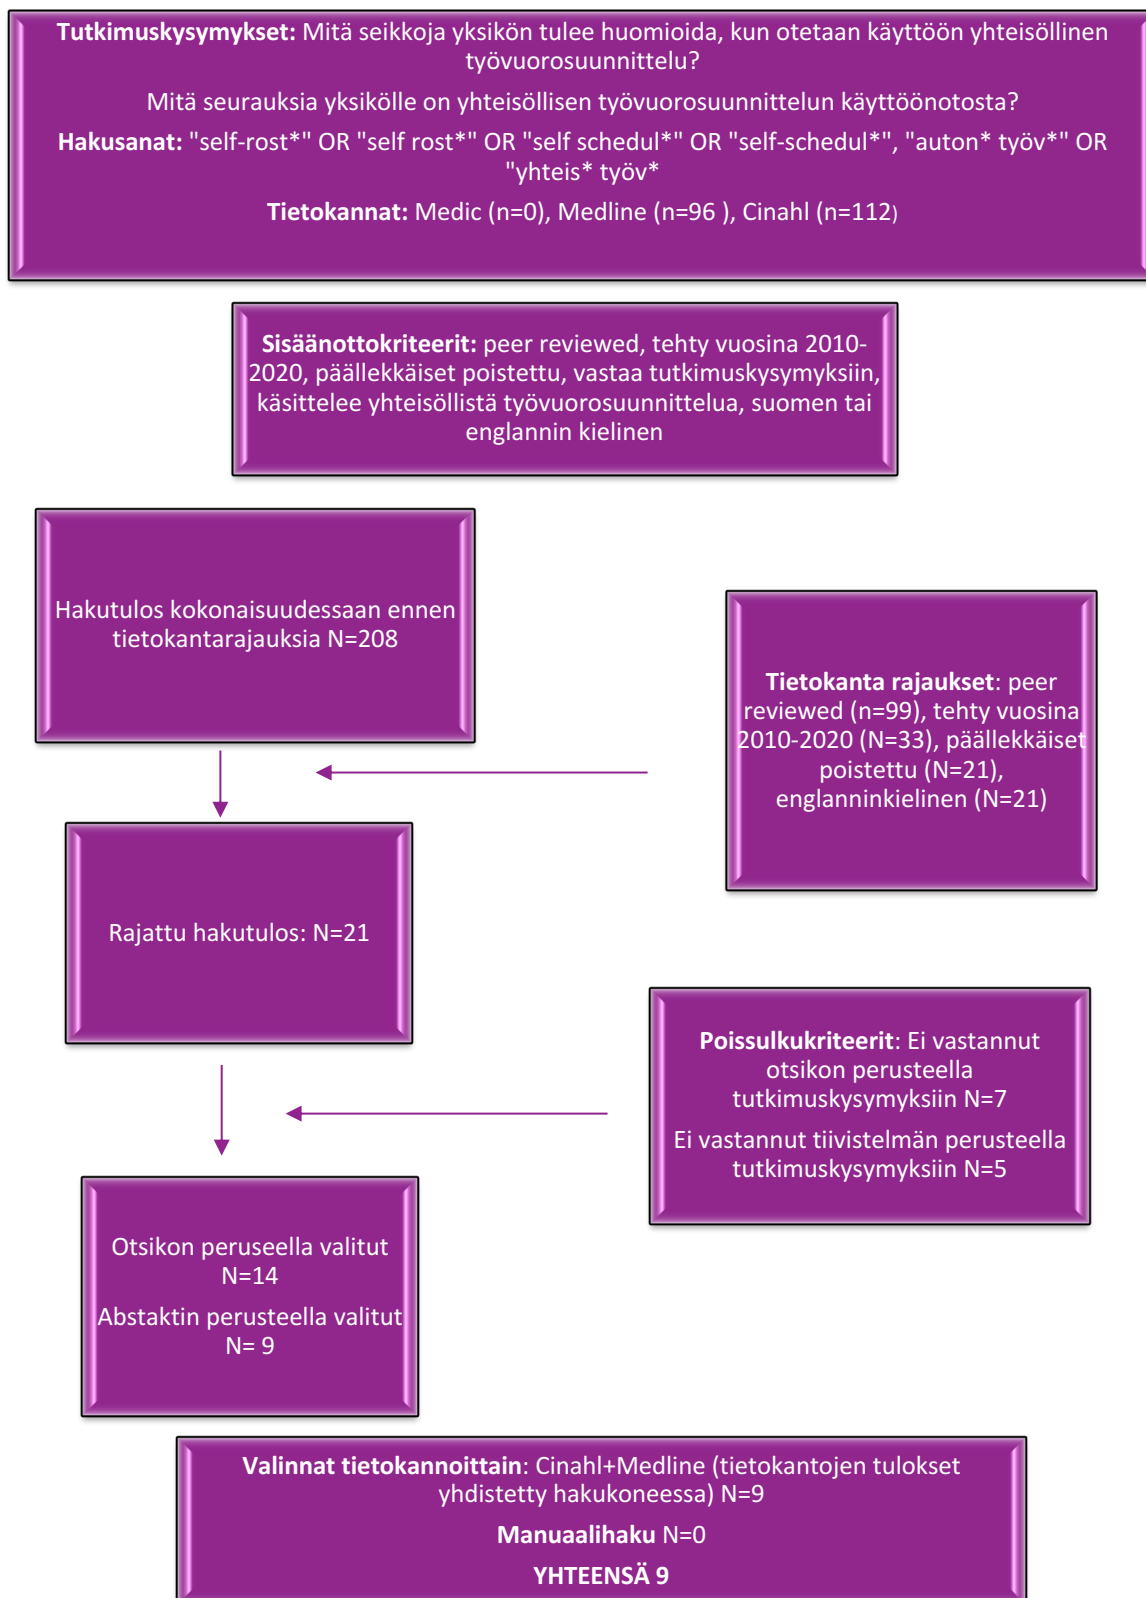 Tutkimuskysymykset: Mitä seikkoja yksikön tulee huomioida, kun otetaan käyttöön yhteisöllinen
työvuorosuunnittelu?
Mitä seurauksia yksikölle on yhteisöllisen työvuorosuunnittelun käyttöönotosta?
Hakusanat: "self-rost*" OR "self rost*" OR "self schedul*" OR "self-schedul*", "auton* työv*" OR
"yhteis* työv*
Tietokannat: Medic (n=0), Medline (n=96 ), Cinahl (n=112)
Sisäänottokriteerit: peer reviewed, tehty vuosina 2010-
2020, päällekkäiset poistettu, vastaa tutkimuskysymyksiin,
käsittelee yhteisöllistä työvuorosuunnittelua, suomen tai
englannin kielinen
Hakutulos kokonaisuudessaan ennen
tietokantarajauksia N=208
Tietokanta rajaukset: peer
reviewed (n=99), tehty vuosina
2010-2020 (N=33), päällekkäiset
poistettu (N=21),
englanninkielinen (N=21)
Rajattu hakutulos: N=21
Poissulkukriteerit: Ei vastannut
otsikon perusteella
tutkimuskysymyksiin N=7
Ei vastannut tiivistelmän perusteella
tutkimuskysymyksiin N=5
Otsikon peruseella valitut
N=14
Abstaktin perusteella valitut
N= 9
Valinnat tietokannoittain: Cinahl+Medline (tietokantojen tulokset
yhdistetty hakukoneessa) N=9
Manuaalihaku N=0
YHTEENSÄ 9